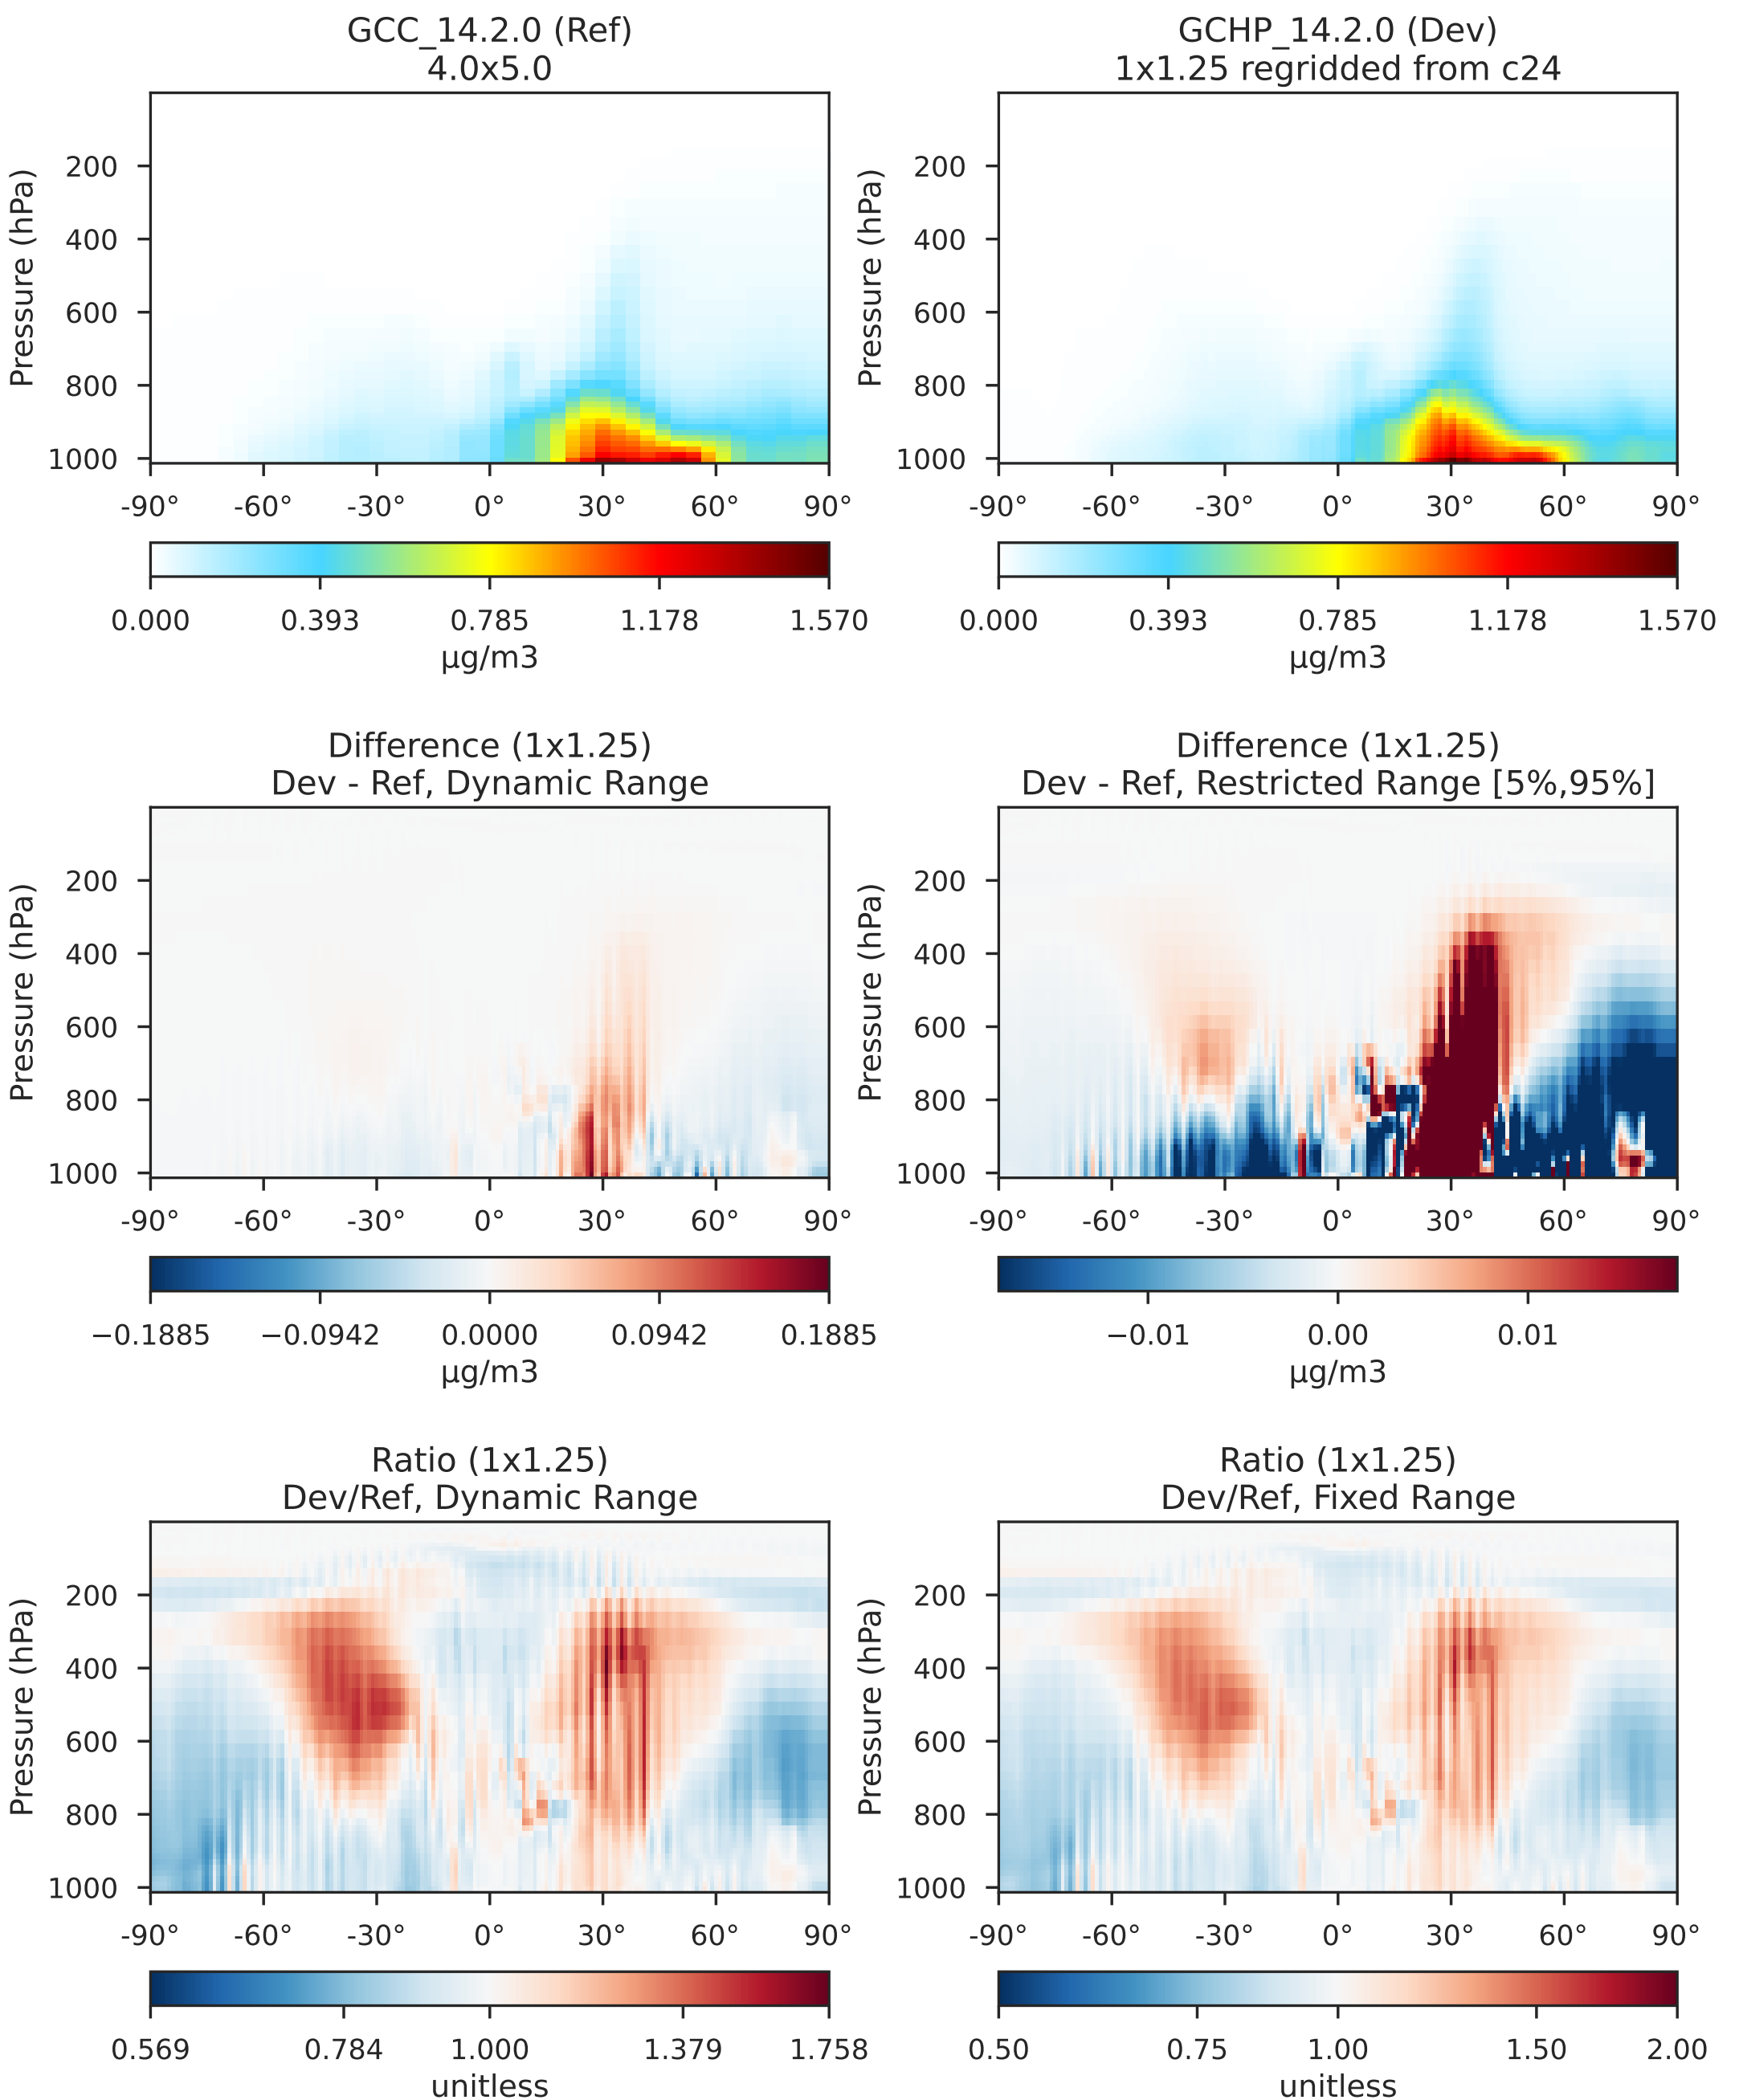 GCC_14.2.0 (Ref)
4.0x5.0
Pressure (hPa)
200
400
600
800
1000
-90° -60° -30° 0° 30° 60° 90°
0.000 0.393 0.785 1.178 1.570
µg/m3
GCHP_14.2.0 (Dev)
1x1.25 regridded from c24
Pressure (hPa)
200
400
600
800
1000
-90° -60° -30° 0° 30° 60° 90°
0.000 0.393 0.785 1.178 1.570
µg/m3
Difference (1x1.25)
Dev - Ref, Dynamic Range
Pressure (hPa)
200
400
600
800
1000
-90° -60° -30° 0° 30° 60° 90°
−0.1885 −0.0942 0.0000 0.0942 0.1885
µg/m3
Difference (1x1.25)
Dev - Ref, Restricted Range [5%,95%]
Pressure (hPa)
200
400
600
800
1000
-90° -60° -30° 0° 30° 60° 90°
−0.01 0.00 0.01
µg/m3
Ratio (1x1.25)
Dev/Ref, Dynamic Range
Pressure (hPa)
200
400
600
800
1000
-90° -60° -30° 0° 30° 60° 90°
0.569 0.784 1.000 1.379 1.758
unitless
Ratio (1x1.25)
Dev/Ref, Fixed Range
Pressure (hPa)
200
400
600
800
1000
-90° -60° -30° 0° 30° 60° 90°
0.50 0.75 1.00 1.50 2.00
unitless